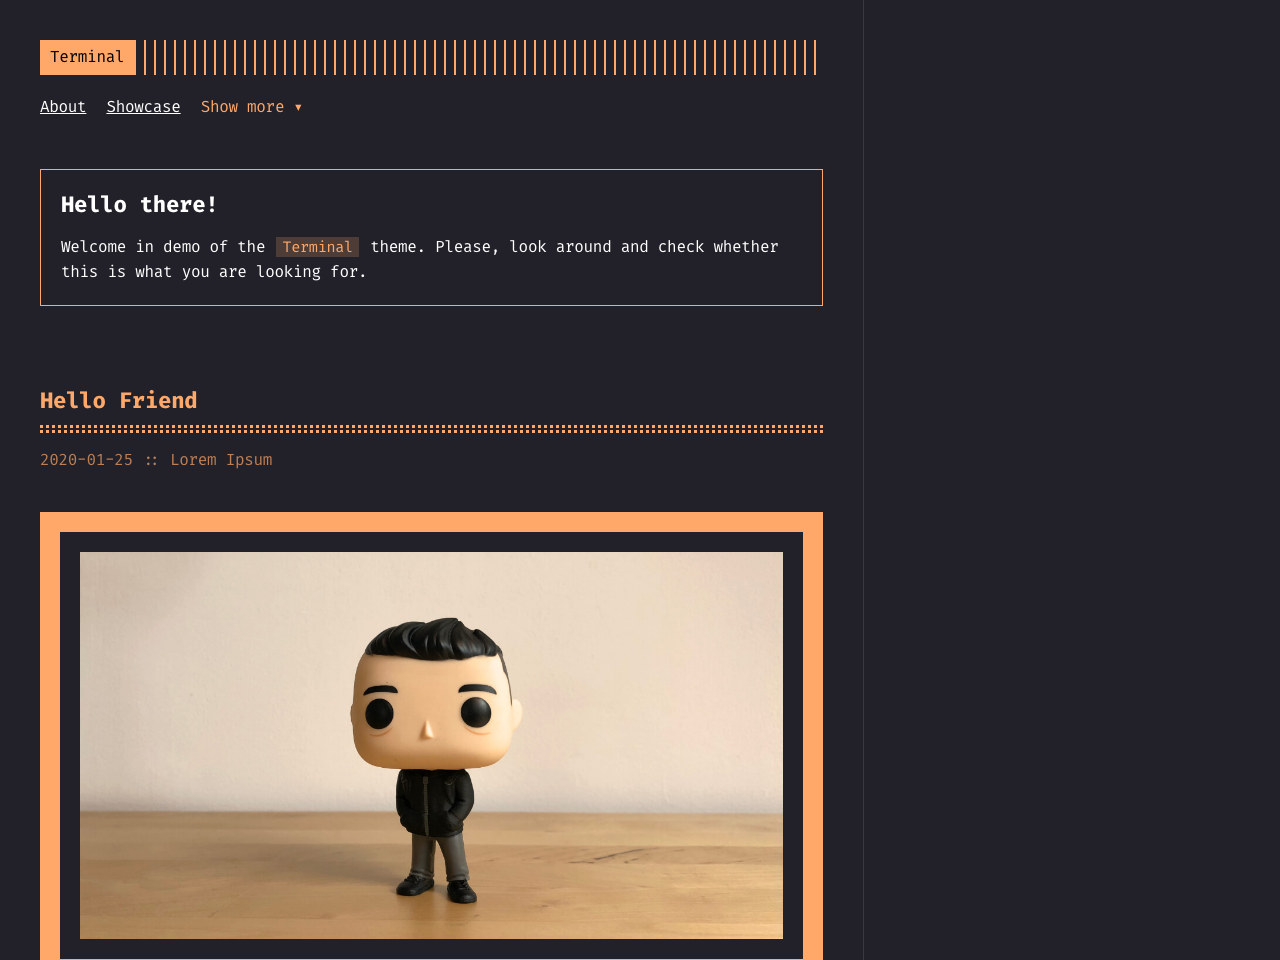 Terminal
About Showcase Show more ▾
Hello there!
Welcome in demo of the Terminal theme. Please, look around and check whether
this is what you are looking for.
Hello Friend
2020-01-25 :: Lorem Ipsum